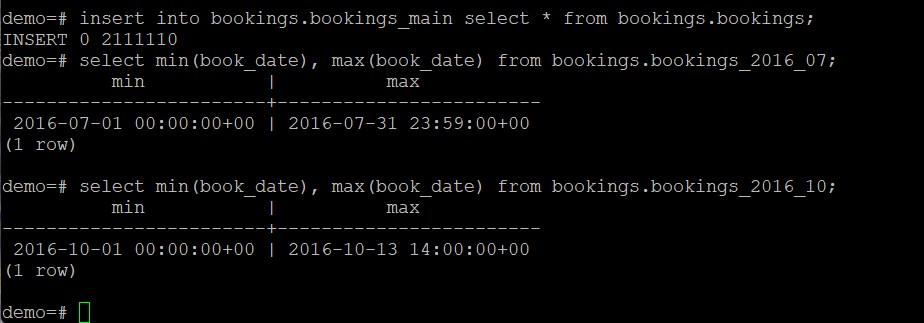 demo=# insert into bookings.bookings_main select * from bookings.bookings;
INSERT 0 2111110
demo=# select min(book_date), max(book_date) from bookings.bookings_2016_07;
          min           |          max
------------------------+------------------------
 2016-07-01 00:00:00+00 | 2016-07-31 23:59:00+00
(1 row)
demo=# select min(book_date), max(book_date) from bookings.bookings_2016_10;
          min           |          max
------------------------+------------------------
 2016-10-01 00:00:00+00 | 2016-10-13 14:00:00+00
(1 row)
demo=#